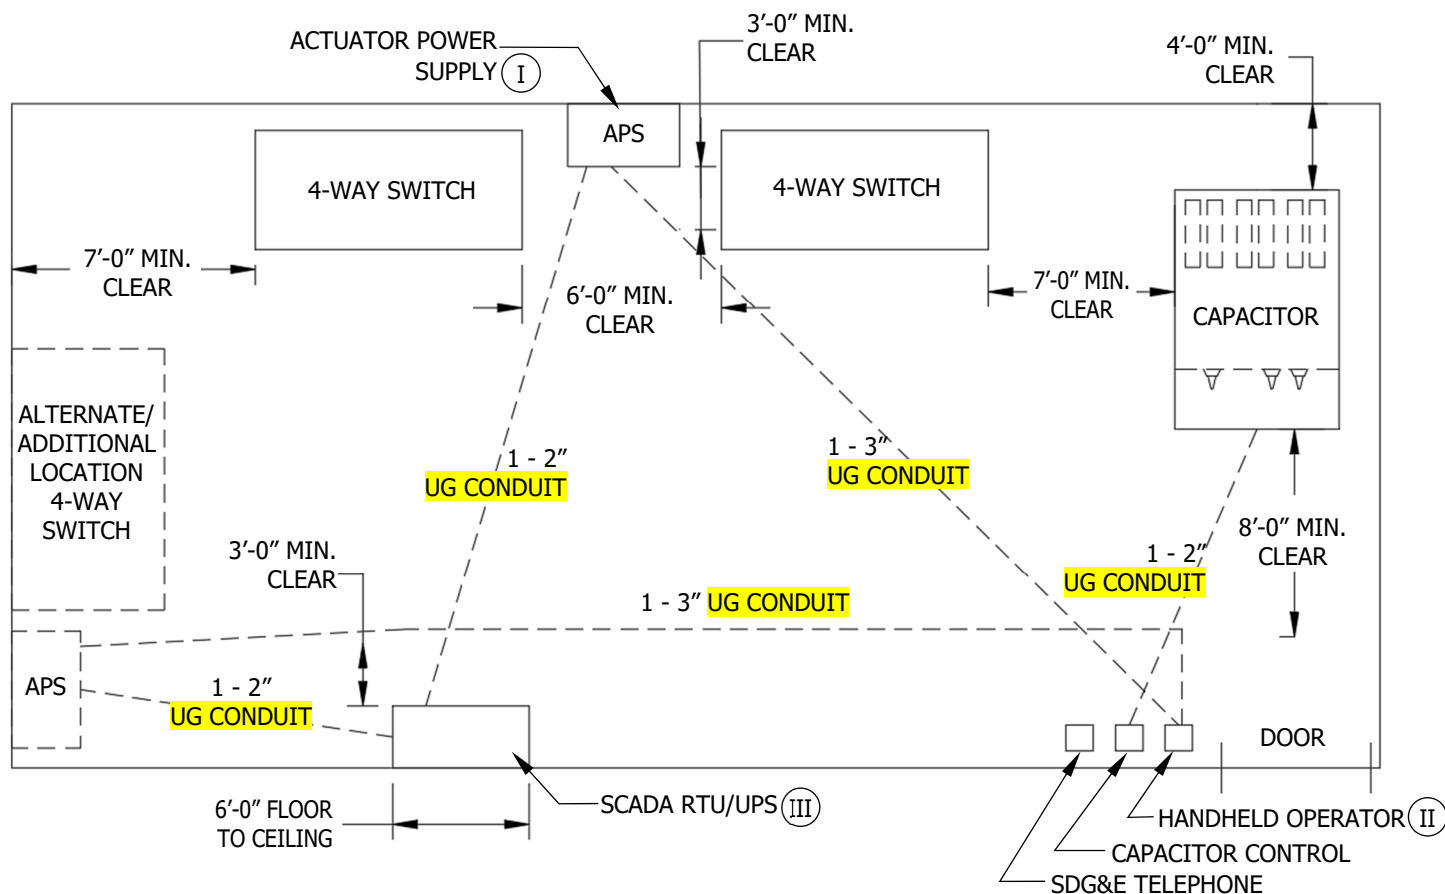 ACTUATOR POWER
SUPPLY I
3’-0” MIN.
CLEAR
4’-0” MIN.
CLEAR
APS
4-WAY SWITCH
4-WAY SWITCH
7’-0” MIN.
CLEAR
6’-0” MIN.
CLEAR
7’-0” MIN.
CLEAR
CAPACITOR
ALTERNATE/
ADDITIONAL
LOCATION
4-WAY
SWITCH
1 - 2”
UG CONDUIT
1 - 3”
UG CONDUIT
3’-0” MIN.
CLEAR
1 - 2”
UG CONDUIT
8’-0” MIN.
CLEAR
1 - 3” UG CONDUIT
APS
1 - 2”
UG CONDUIT
DOOR
6’-0” FLOOR
TO CEILING
SCADA RTU/UPS III
HANDHELD OPERATOR II
CAPACITOR CONTROL
SDG&E TELEPHONE